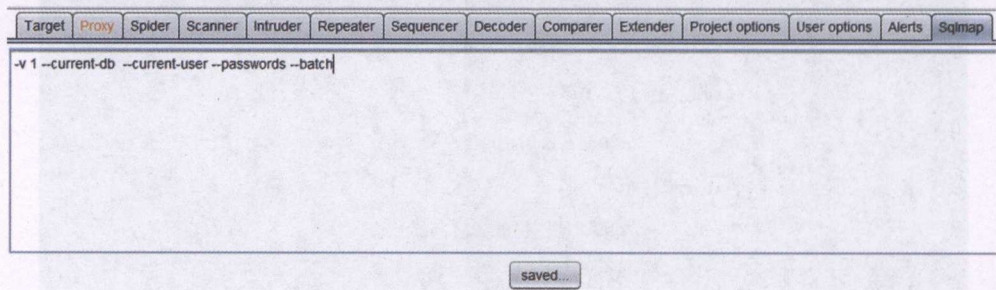 Target Proxy Spider Scanner Intruder Repeater Sequencer Decoder Comparer Extender Project options User options Alerts Sqlmap
-v 1 --current-db --current-user --passwords --batch
saved...